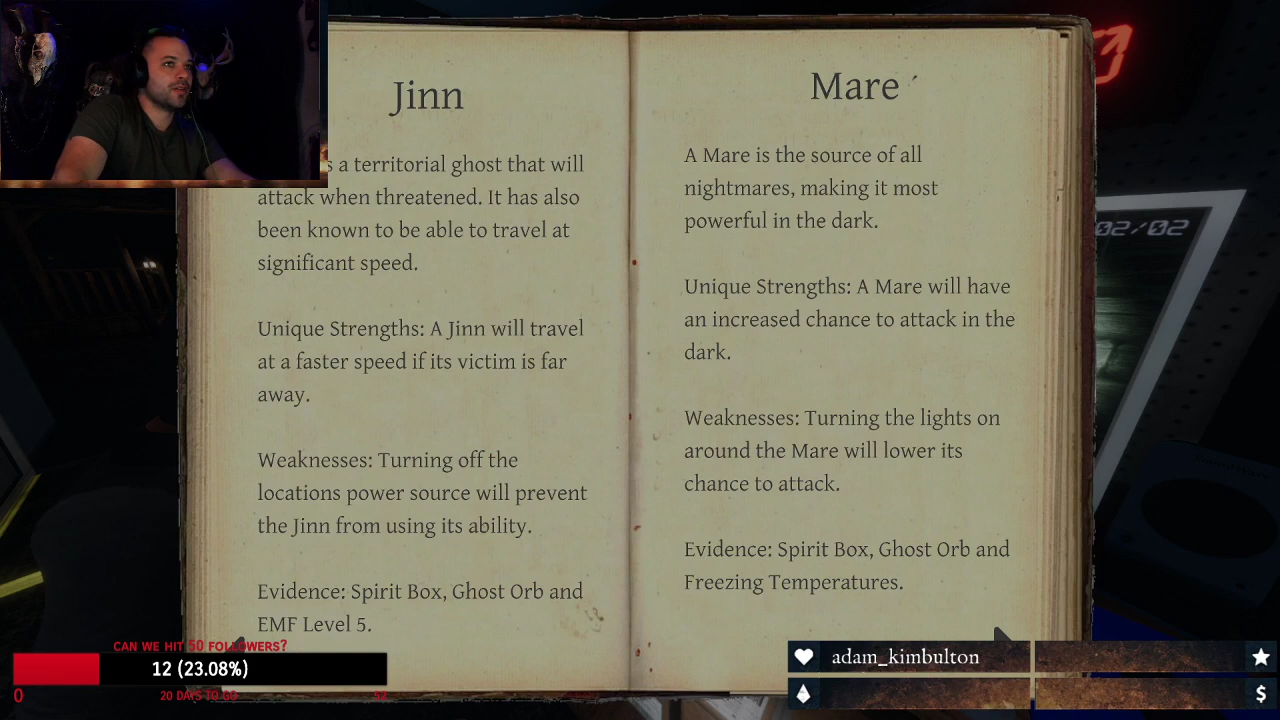 Jinn
s a territorial ghost that will
attack when threatened. It has also
been known to be able to travel at
significant speed.
Unique Strengths: A Jinn will travel
at a faster speed if its victim is far
away.
Weaknesses: Turning off the
locations power source will prevent
the Jinn from using its ability.
Evidence: Spirit Box, Ghost Orb and
EMF Level 5.
Mare
A Mare is the source of all
nightmares, making it most
powerful in the dark.
Unique Strengths: A Mare will have
an increased chance to attack in the
dark.
Weaknesses: Turning the lights on
around the Mare will lower its
chance to attack.
Evidence: Spirit Box, Ghost Orb and
Freezing Temperatures.
02/02
CAN WE HIT 50 FOLLOWERS?
12 (23.08%)
0
20 DAYS TO GO
52
adam_kimbulton
$